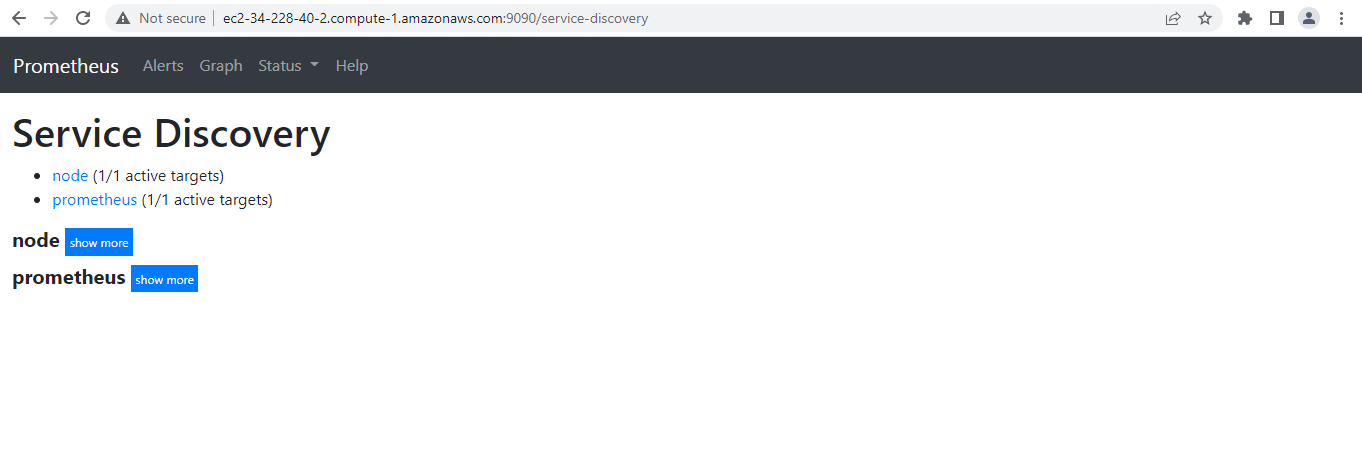 Not secure ec2-34-228-40-2.compute-1.amazonaws.com:9090/service-discovery
Prometheus Alerts Graph Status Help
Service Discovery
node (1/1 active targets)
prometheus (1/1 active targets)
node show more
prometheus show more